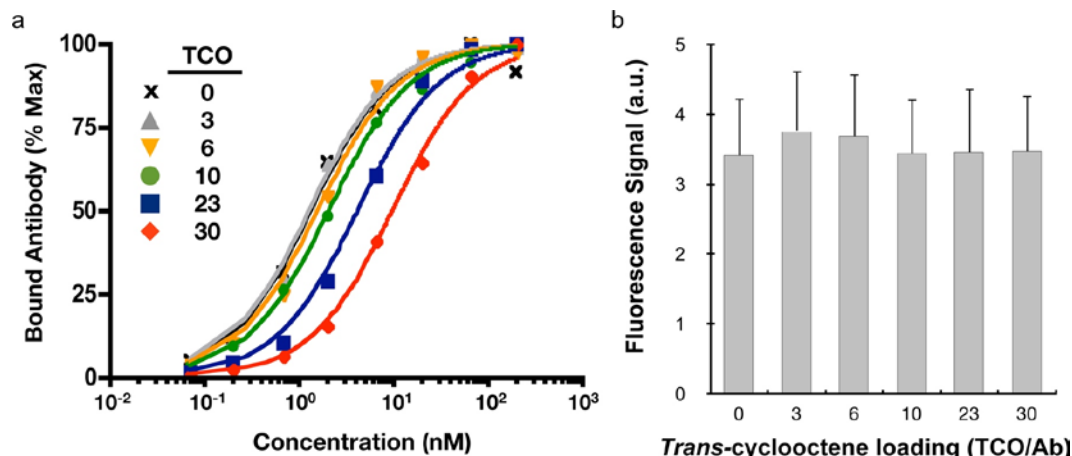 a
TCO
0
3
6
10
23
30
Bound Antibody (% Max)
100
75
50
25
0
10⁻² 10⁻¹ 10⁰ 10¹ 10² 10³
Concentration (nM)
b
Fluorescence Signal (a.u.)
5
4
3
2
1
0
0 3 6 10 23 30
Trans-cyclooctene loading (TCO/Ab)